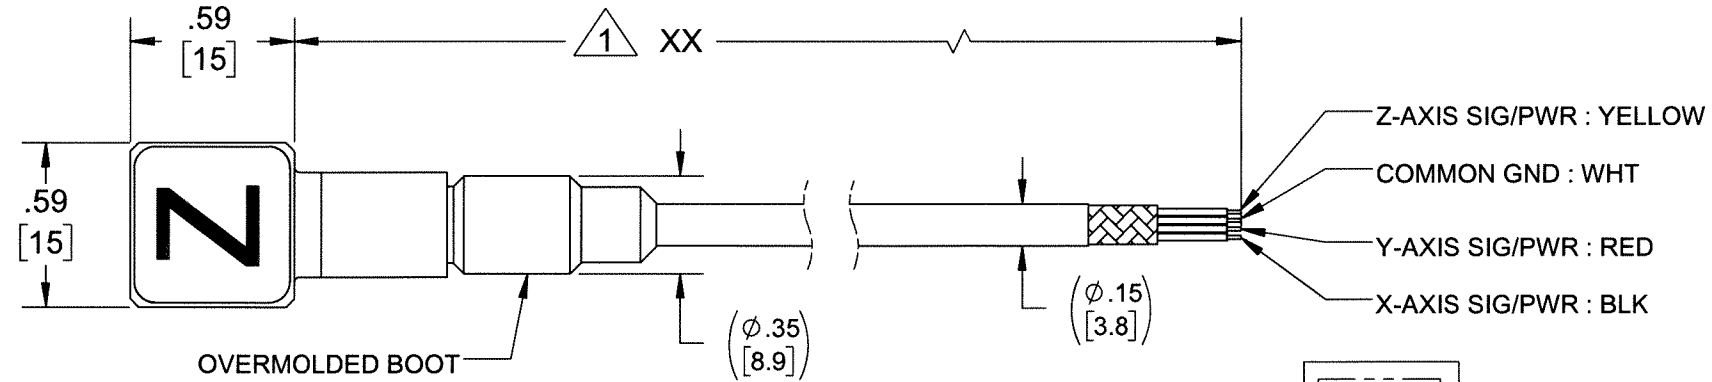 .59
[15]
1 XX
Z-AXIS SIG/PWR : YELLOW
COMMON GND : WHT
.59
[15]
Z
Y-AXIS SIG/PWR : RED
X-AXIS SIG/PWR : BLK
(Ø.15)
[3.8]
(Ø.35)
[8.9]
OVERMOLDED BOOT